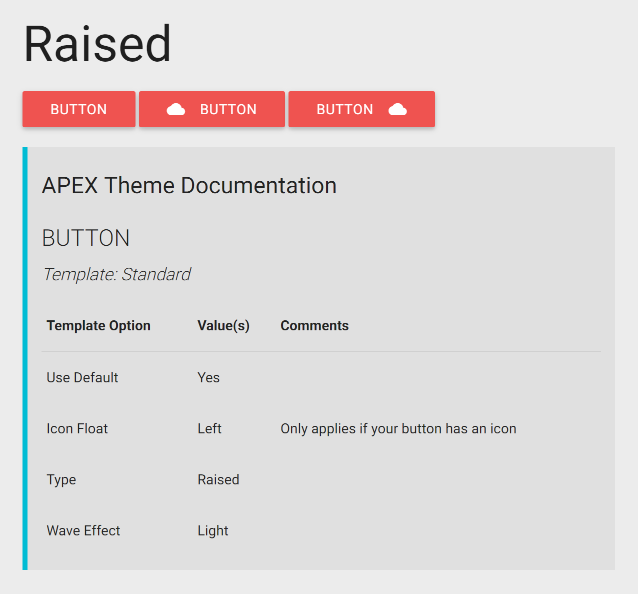 Raised
BUTTON BUTTON BUTTON
APEX Theme Documentation
BUTTON
Template: Standard
Template Option Value(s) Comments
Use Default Yes
Icon Float Left Only applies if your button has an icon
Type Raised
Wave Effect Light